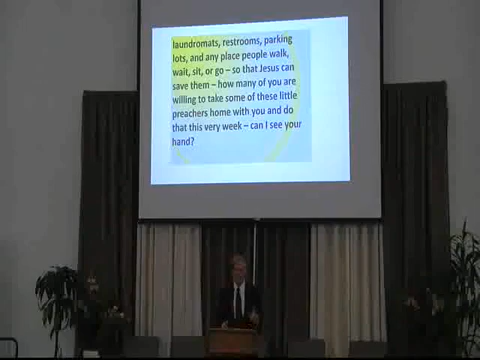 laundromats, restrooms, parking
lots, and any place people walk,
wait, sit, or go – so that Jesus can
save them – how many of you are
willing to take some of these little
preachers home with you and do
that this very week – can I see your
hand?